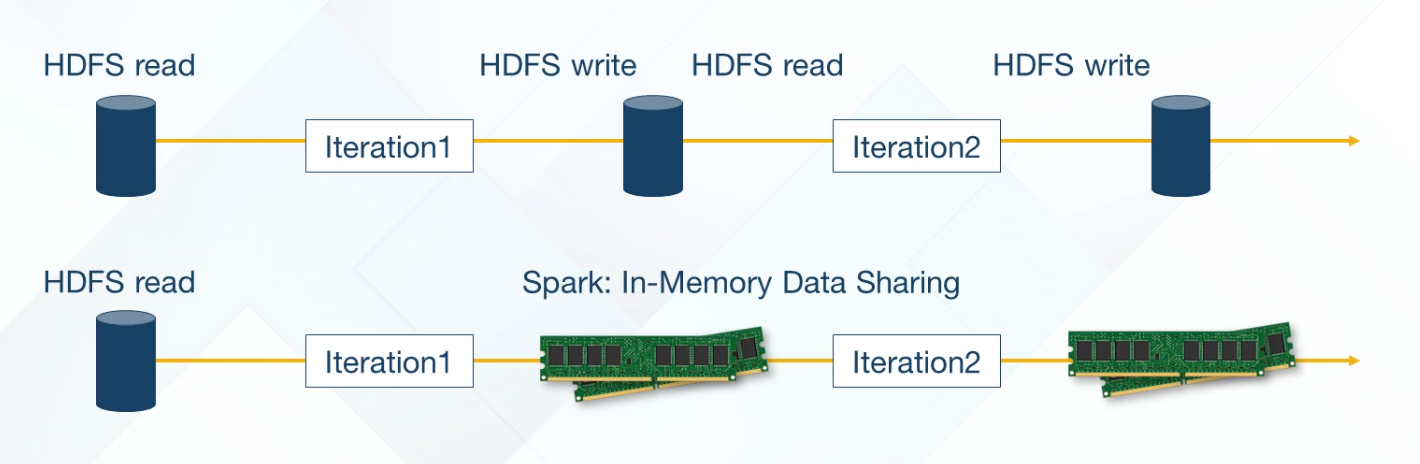 HDFS read
HDFS write
HDFS read
HDFS write
Iteration1
Iteration2
HDFS read
Spark: In-Memory Data Sharing
Iteration1
Iteration2